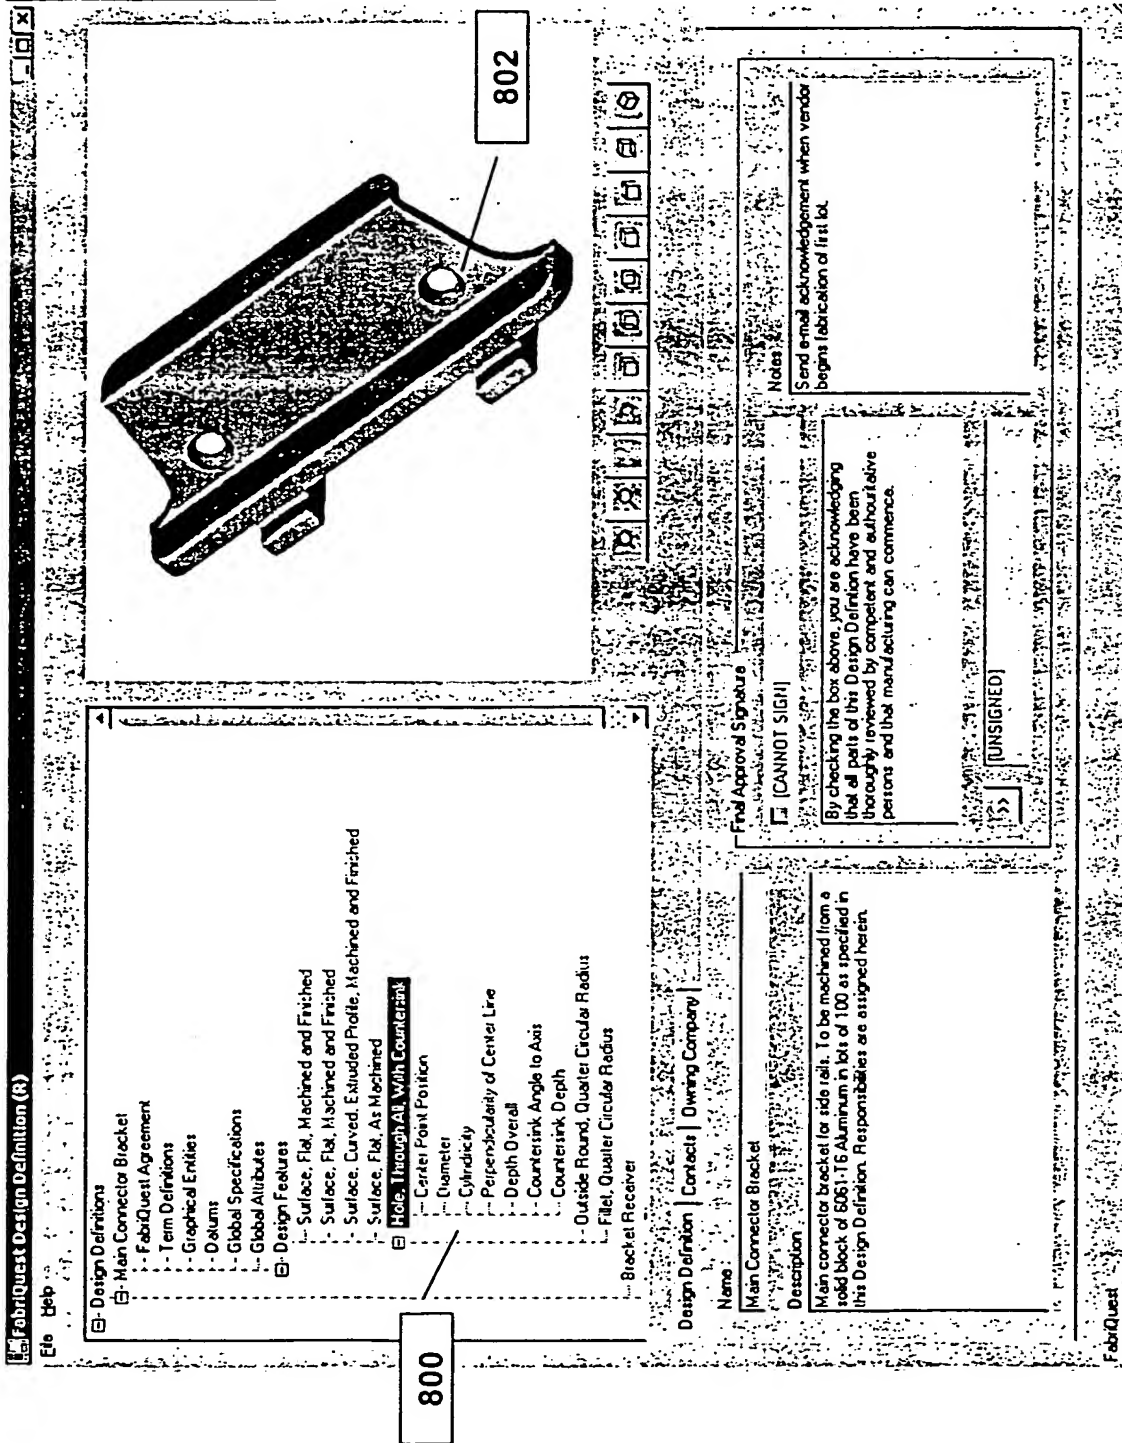 FabriQuest Design Definition (R)
File Help
Design Definitions
Main Connector Bracket
FabriQuest Agreement
Term Definitions
Graphical Entities
Datums
Global Specifications
Global Attributes
Design Features
Surface, Flat, Machined and Finished
Surface, Flat, Machined and Finished
Surface, Curved, Extruded Profile, Machined and Finished
Surface, Flat, As Machined
Hole, Through All, With Countersink
Center Point Position
Diameter
Cylindricity
Perpendicularity of Center Line
Depth Overall
Countersink Angle to Axis
Countersink Depth
Outside Round, Quarter Circular Radius
Fillet, Quarter Circular Radius
Bracket Receiver
800
802
Design Definition Contacts Owning Company
Name:
Main Connector Bracket
Description
Main connector bracket for side rails. To be machined from a
solid block of 6061-T6 Aluminum in lots of 100 as specified in
this Design Definition. Responsibilities are assigned herein.
Final Approval Signature
[CANNOT SIGN]
By checking the box above, you are acknowledging
that all parts of this Design Defintion have been
thoroughly reviewed by competent and authouritative
persons and that manufacturing can commence.
>>
[UNSIGNED]
Notes
Send e-mail acknowledgement when vendor
begins fabrication of first lot.
FabriQuest